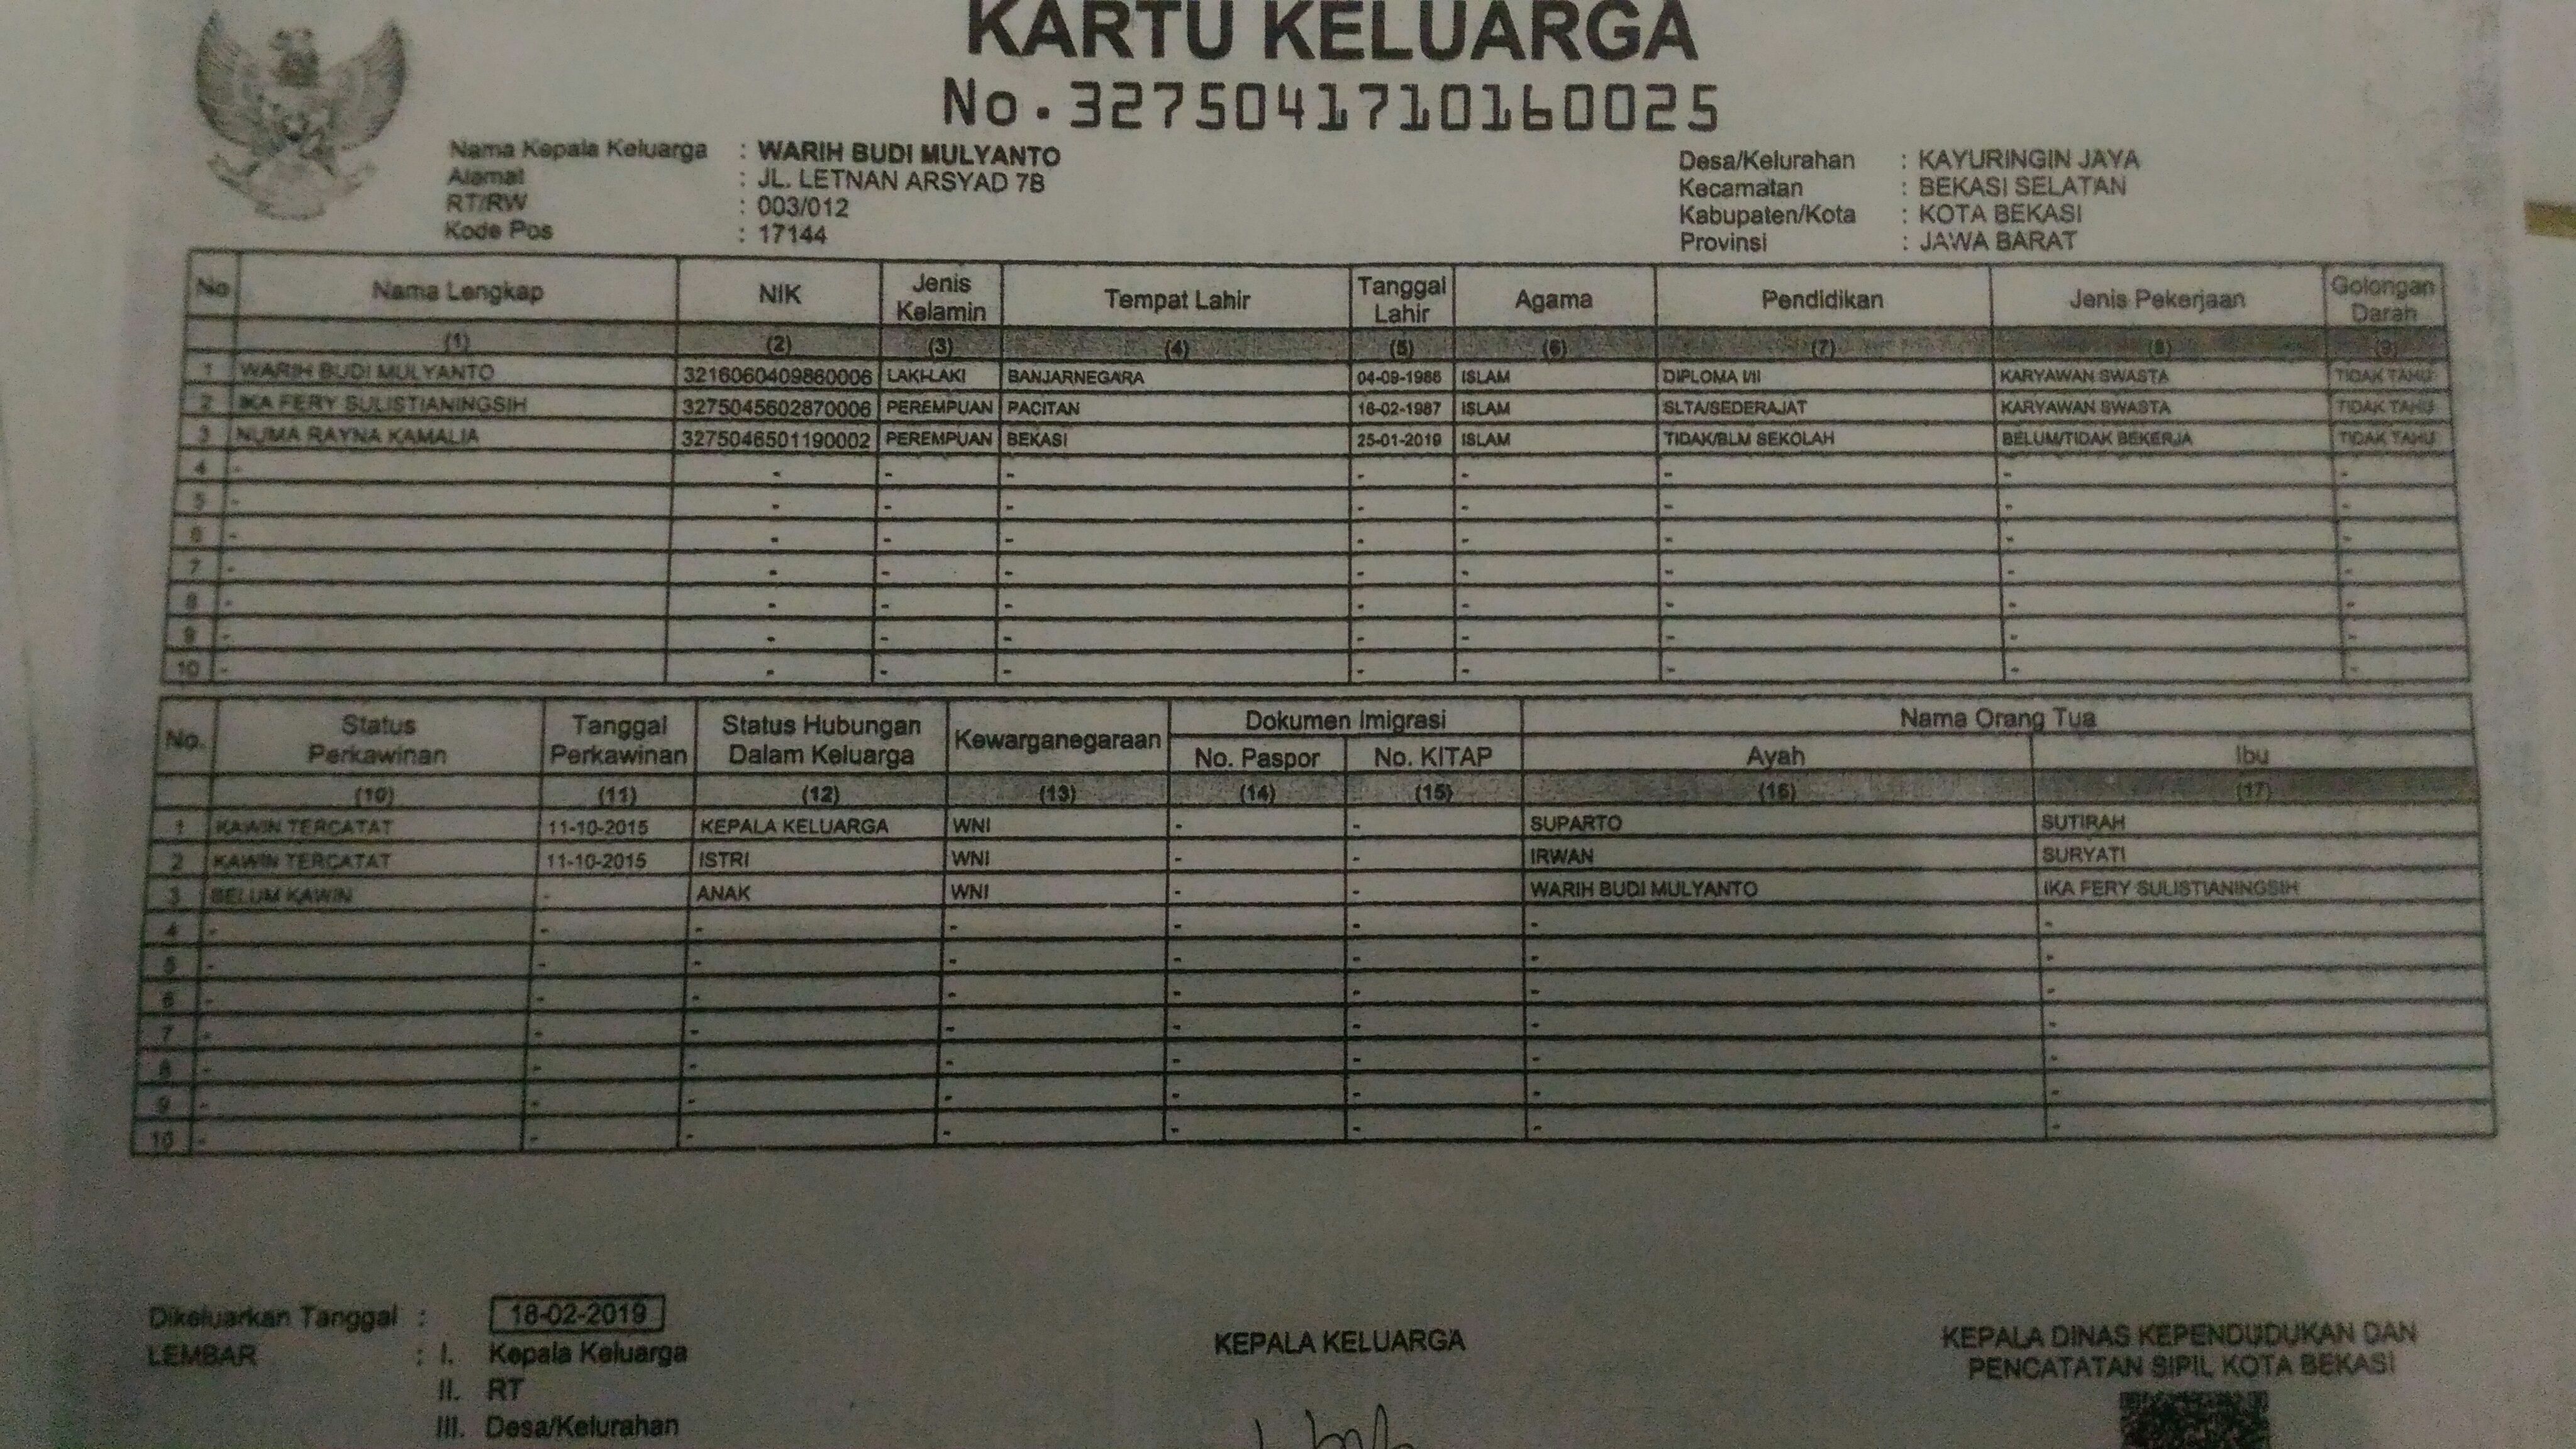 KARTU KELUARGA
No. 3275041710160025
Nama Kepala Keluarga : WARIH BUDI MULYANTO
Alamat : JL. LETNAN ARSYAD 7B
RT/RW : 003/012
Kode Pos : 17144
Desa/Kelurahan : KAYURINGIN JAYA
Kecamatan : BEKASI SELATAN
Kabupaten/Kota : KOTA BEKASI
Provinsi : JAWA BARAT
No Nama Lengkap NIK Jenis Kelamin Tempat Lahir Tanggal Lahir Agama Pendidikan Jenis Pekerjaan Golongan Darah
(1) (2) (3) (4) (5) (6) (7) (8) (9)
1 WARIH BUDI MULYANTO 3216060409860006 LAKI-LAKI BANJARNEGARA 04-09-1986 ISLAM DIPLOMA I/II KARYAWAN SWASTA TIDAK TAHU
2 IKA FERY SULISTIANINGSIH 3275045602870006 PEREMPUAN PACITAN 16-02-1987 ISLAM SLTA/SEDERAJAT KARYAWAN SWASTA TIDAK TAHU
3 NUMA RAYNA KAMALIA 3275046501190002 PEREMPUAN BEKASI 25-01-2019 ISLAM TIDAK/BLM SEKOLAH BELUM/TIDAK BEKERJA TIDAK TAHU
4 - - - - - - - - -
5 - - - - - - - - -
6 - - - - - - - - -
7 - - - - - - - - -
8 - - - - - - - - -
9 - - - - - - - - -
10 - - - - - - - - -
No. Status Perkawinan Tanggal Perkawinan Status Hubungan Dalam Keluarga Kewarganegaraan Dokumen Imigrasi Nama Orang Tua
No. Paspor No. KITAP Ayah Ibu
(10) (11) (12) (13) (14) (15) (16) (17)
1 KAWIN TERCATAT 11-10-2015 KEPALA KELUARGA WNI - - SUPARTO SUTIRAH
2 KAWIN TERCATAT 11-10-2015 ISTRI WNI - - IRWAN SURYATI
3 BELUM KAWIN - ANAK WNI - - WARIH BUDI MULYANTO IKA FERY SULISTIANINGSIH
4 - - - - - - - -
5 - - - - - - - -
6 - - - - - - - -
7 - - - - - - - -
8 - - - - - - - -
9 - - - - - - - -
10 - - - - - - - -
Dikeluarkan Tanggal : 18-02-2019
LEMBAR : I. Kepala Keluarga
II. RT
III. Desa/Kelurahan
KEPALA KELUARGA
KEPALA DINAS KEPENDUDUKAN DAN
PENCATATAN SIPIL KOTA BEKASI